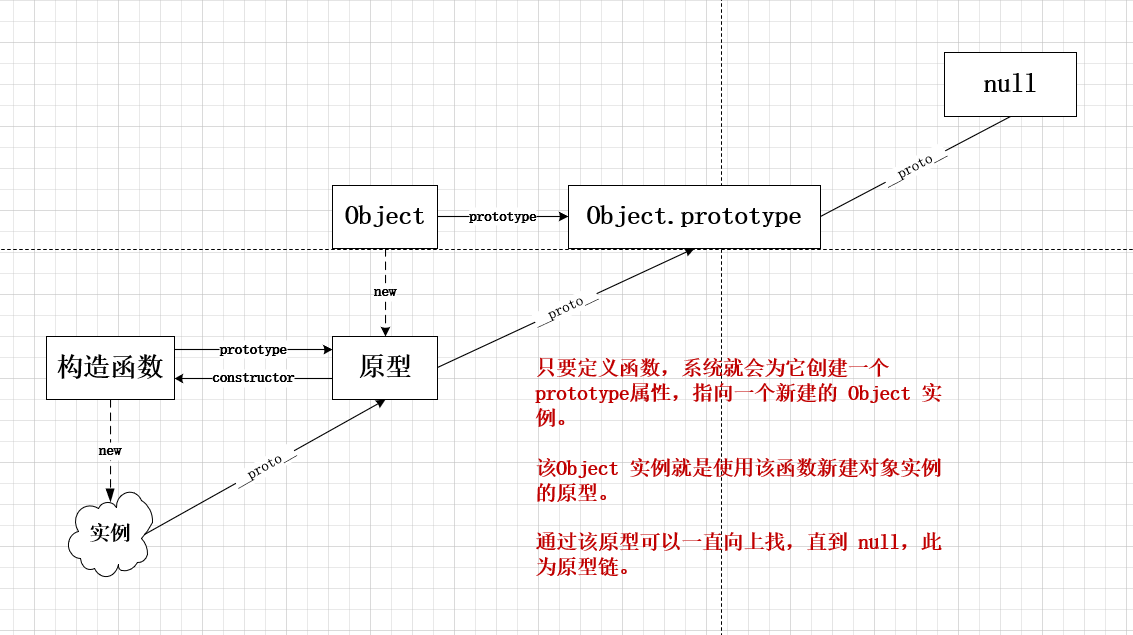 null
__proto__
Object
prototype
Object.prototype
new
__proto__
构造函数
prototype
constructor
原型
new
__proto__
实例
只要定义函数，系统就会为它创建一个
prototype属性，指向一个新建的 Object 实
例。
该Object 实例就是使用该函数新建对象实例
的原型。
通过该原型可以一直向上找，直到 null，此
为原型链。